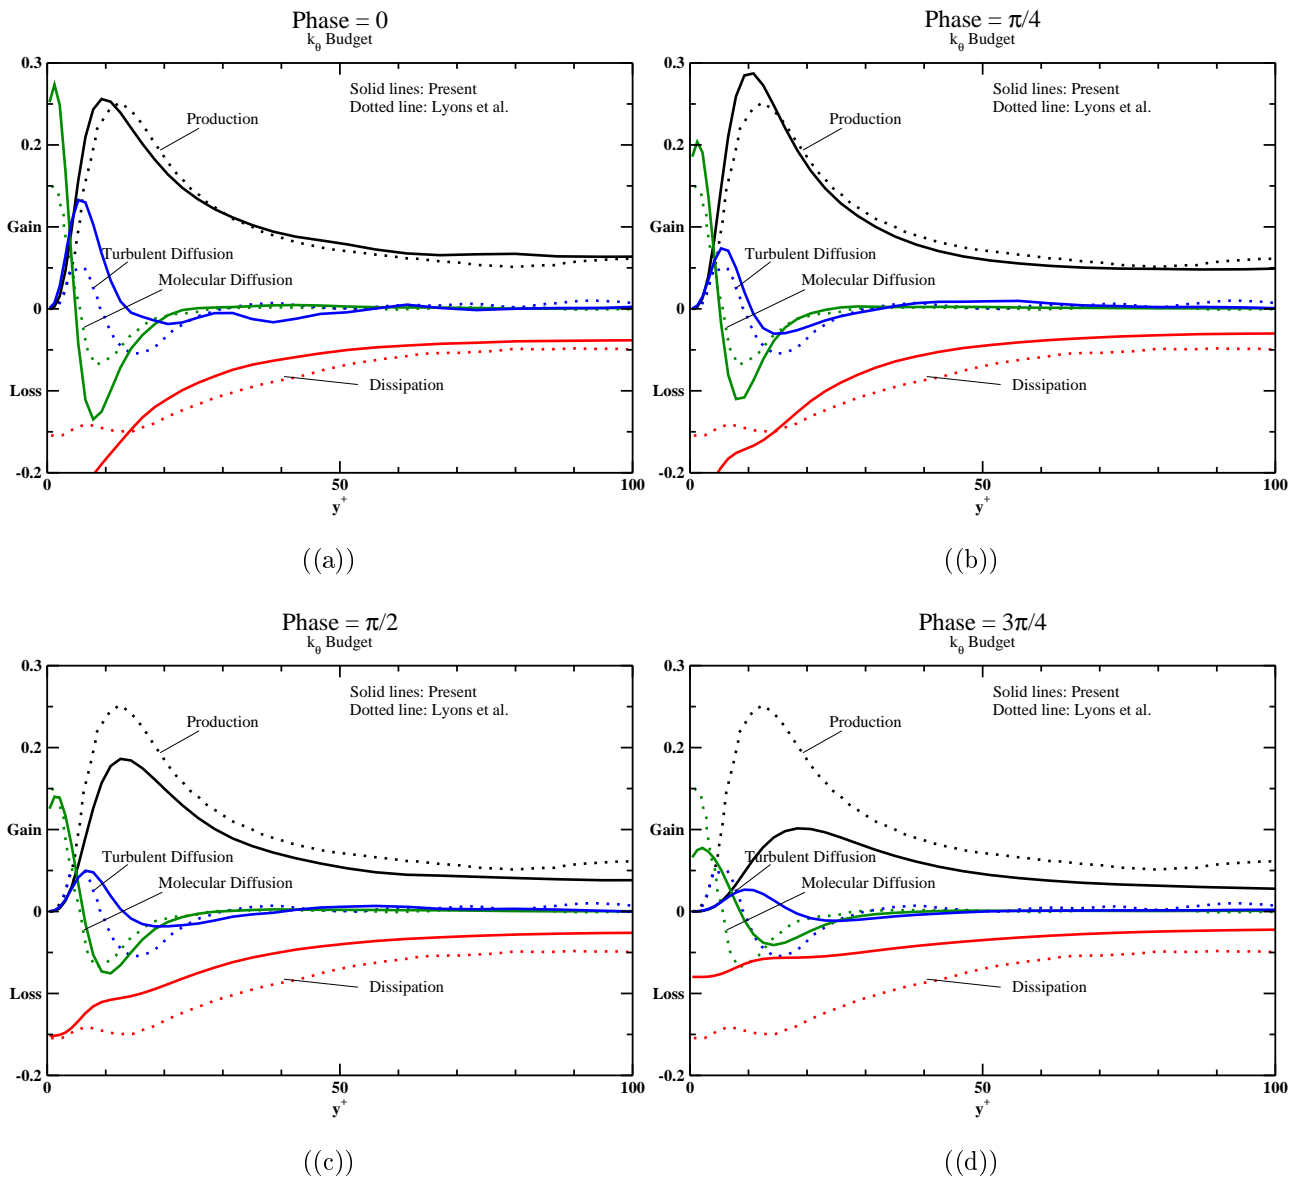 Phase = 0
kθ Budget
0.3
Solid lines: Present
Dotted line: Lyons et al.
Production
0.2
Gain
Turbulent Diffusion
Molecular Diffusion
0
Dissipation
Loss
-0.2
0
50
100
y+
((a))
Phase = π/4
kθ Budget
0.3
Solid lines: Present
Dotted line: Lyons et al.
Production
0.2
Gain
Turbulent Diffusion
Molecular Diffusion
0
Dissipation
Loss
-0.2
0
50
100
y+
((b))
Phase = π/2
kθ Budget
0.3
Solid lines: Present
Dotted line: Lyons et al.
Production
0.2
Gain
Turbulent Diffusion
Molecular Diffusion
0
Dissipation
Loss
-0.2
0
50
100
y+
((c))
Phase = 3π/4
kθ Budget
0.3
Solid lines: Present
Dotted line: Lyons et al.
Production
0.2
Gain
Turbulent Diffusion
Molecular Diffusion
0
Dissipation
Loss
-0.2
0
50
100
y+
((d))